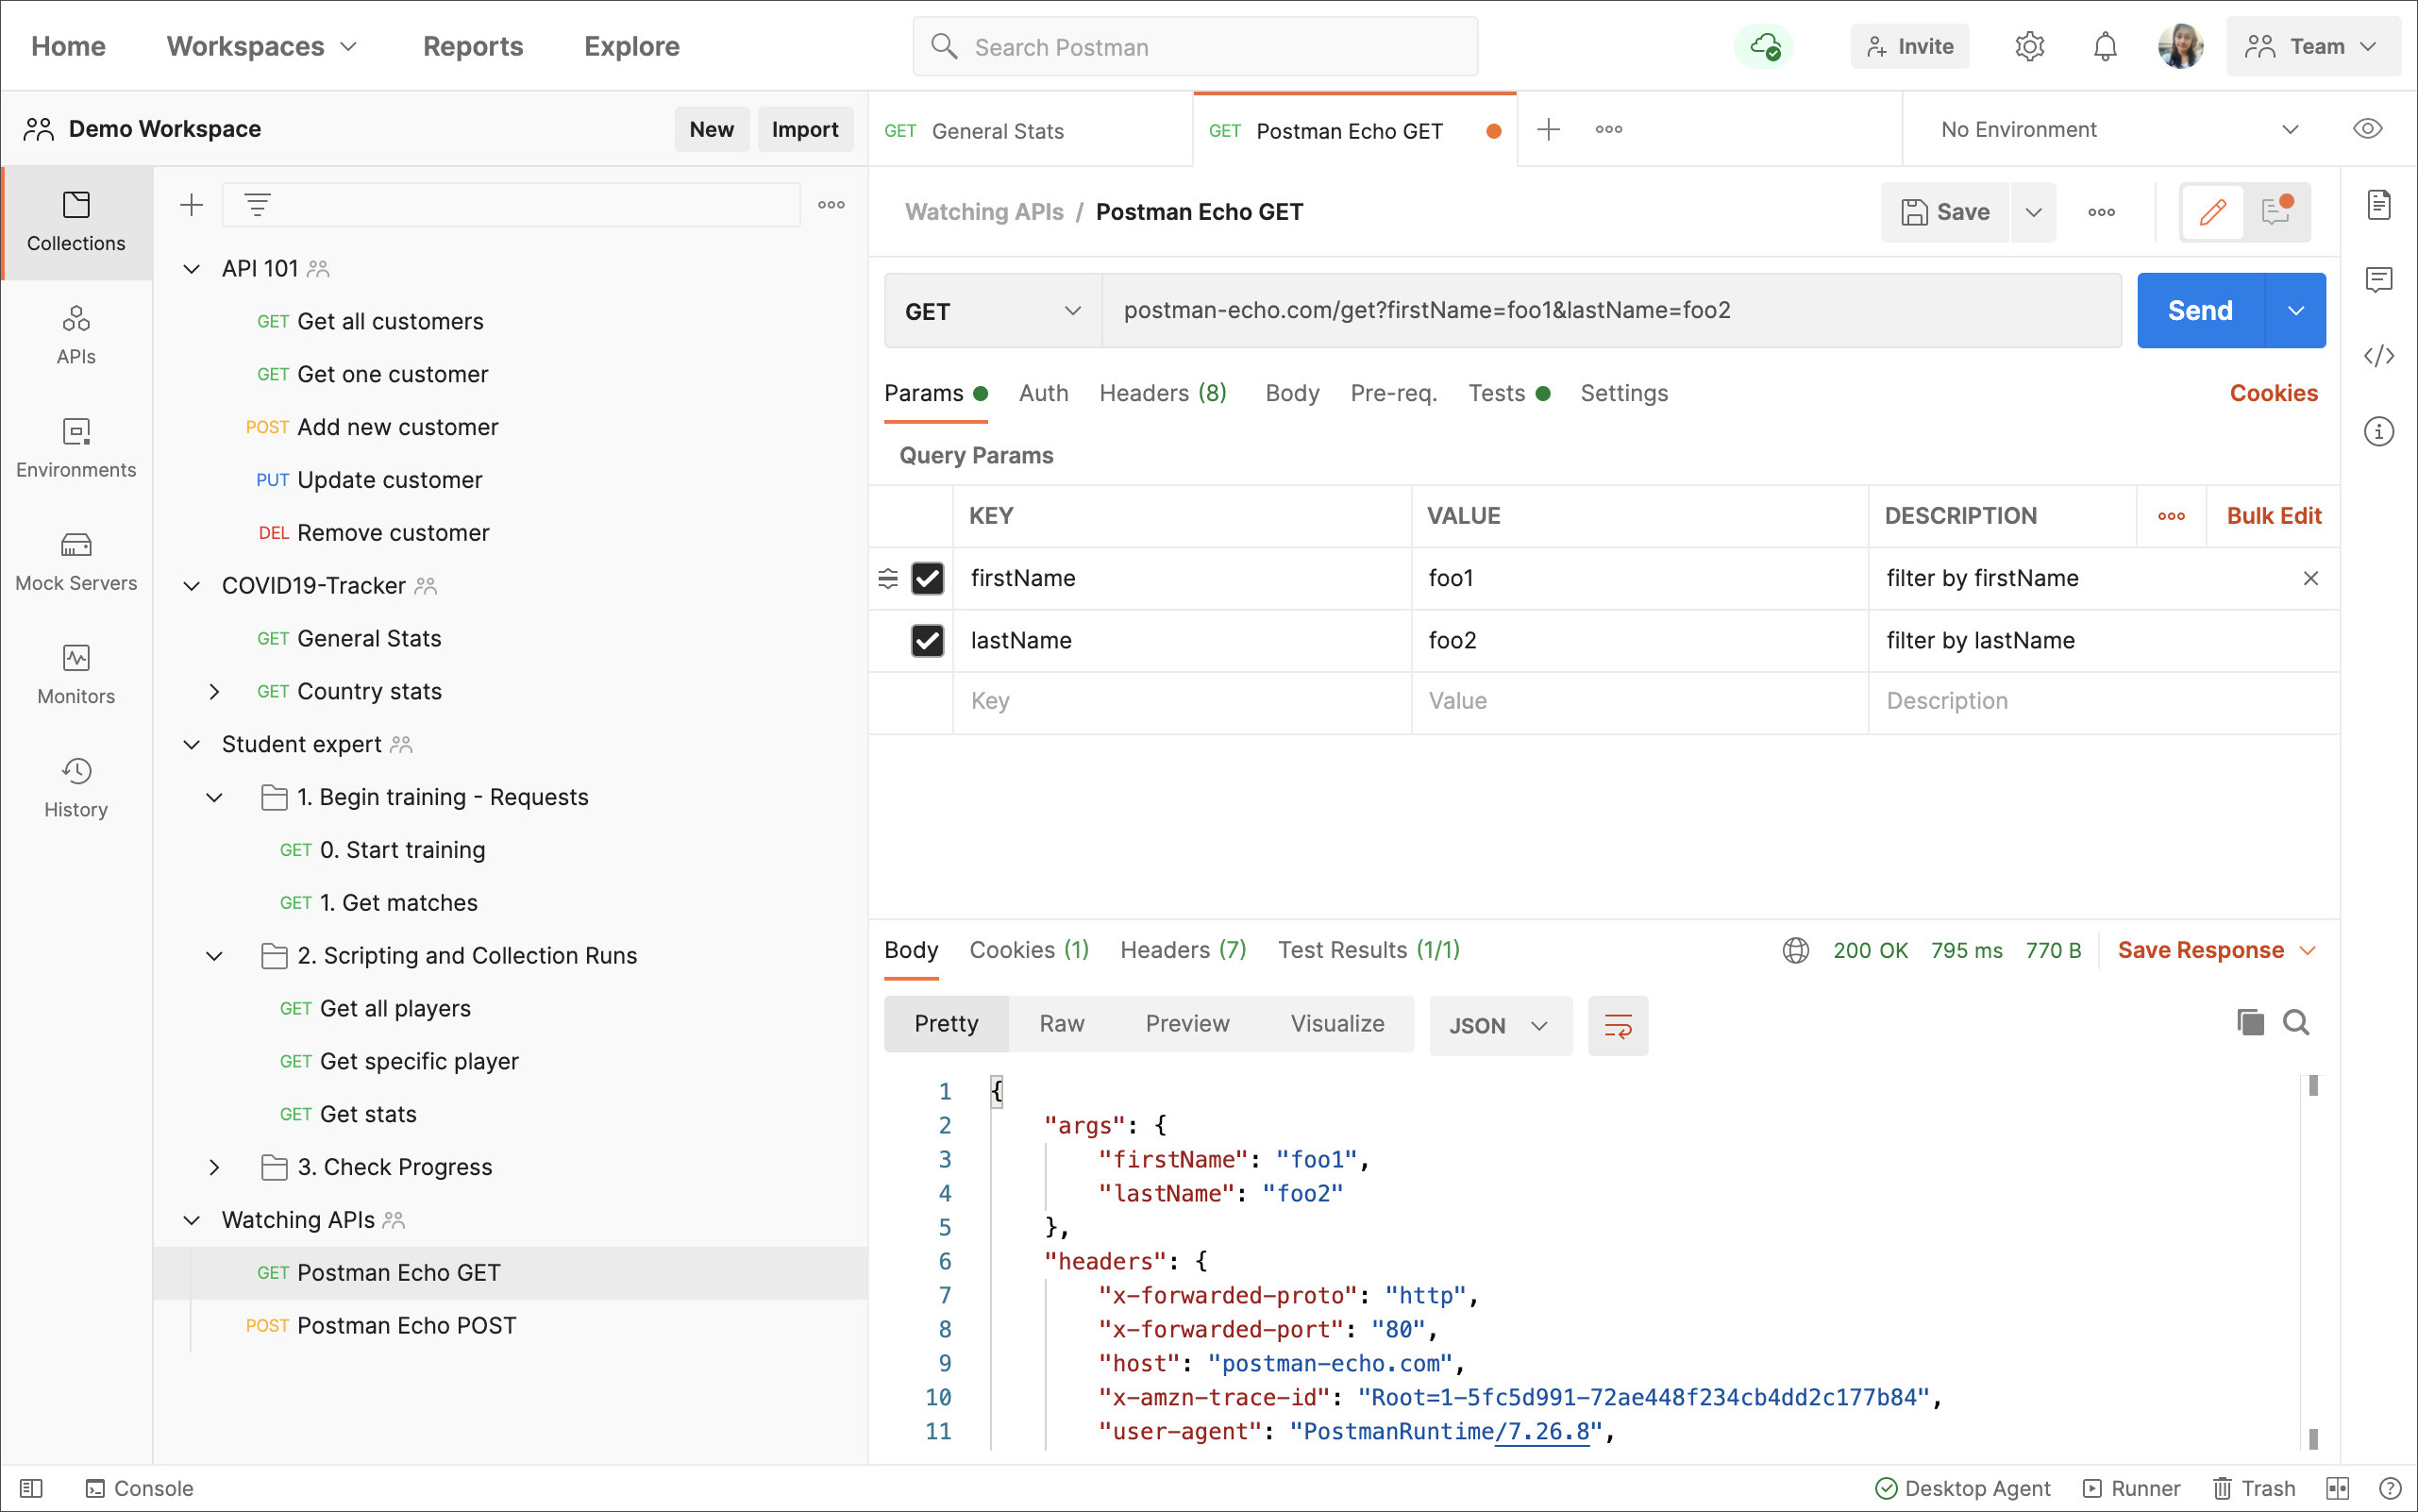 Home Workspaces Reports Explore Search Postman Invite Team
Demo Workspace New Import
GET General Stats GET Postman Echo GET No Environment
Collections
APIs
Environments
Mock Servers
Monitors
History
API 101
GET Get all customers
GET Get one customer
POST Add new customer
PUT Update customer
DEL Remove customer
COVID19-Tracker
GET General Stats
GET Country stats
Student expert
1. Begin training - Requests
GET 0. Start training
GET 1. Get matches
2. Scripting and Collection Runs
GET Get all players
GET Get specific player
GET Get stats
3. Check Progress
Watching APIs
GET Postman Echo GET
POST Postman Echo POST
Watching APIs / Postman Echo GET Save
GET postman-echo.com/get?firstName=foo1&lastName=foo2 Send
Params Auth Headers (8) Body Pre-req. Tests Settings Cookies
Query Params
KEY VALUE DESCRIPTION Bulk Edit
firstName foo1 filter by firstName
lastName foo2 filter by lastName
Key Value Description
Body Cookies (1) Headers (7) Test Results (1/1) 200 OK 795 ms 770 B Save Response
Pretty Raw Preview Visualize JSON
1 {
2 "args": {
3 "firstName": "foo1",
4 "lastName": "foo2"
5 },
6 "headers": {
7 "x-forwarded-proto": "http",
8 "x-forwarded-port": "80",
9 "host": "postman-echo.com",
10 "x-amzn-trace-id": "Root=1-5fc5d991-72ae448f234cb4dd2c177b84",
11 "user-agent": "PostmanRuntime/7.26.8",
Console Desktop Agent Runner Trash